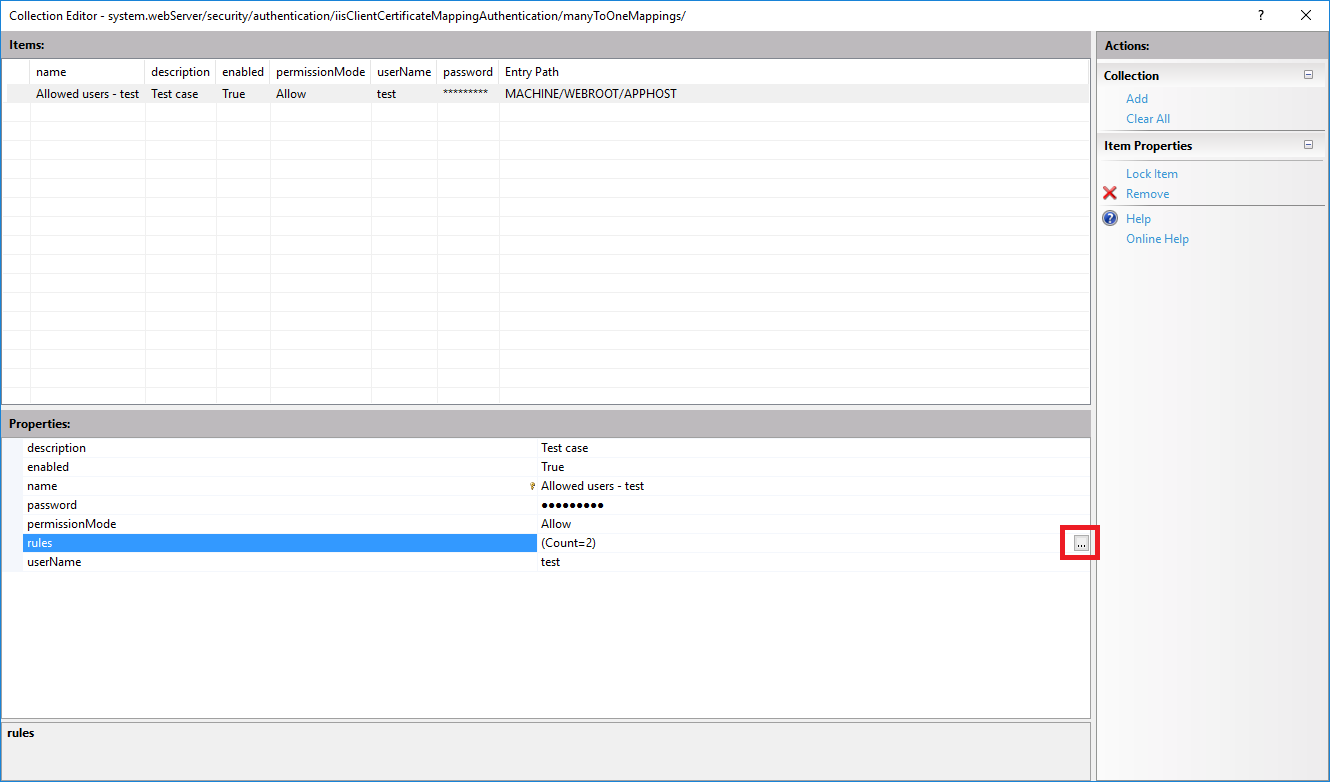 Collection Editor - system.webServer/security/authentication/iisClientCertificateMappingAuthentication/manyToOneMappings/ ?
Items:
name description enabled permissionMode userName password Entry Path
Allowed users - test Test case True Allow test ********* MACHINE/WEBROOT/APPHOST
Properties:
description Test case
enabled True
name Allowed users - test
password ●●●●●●●●●
permissionMode Allow
rules (Count=2) ...
userName test
rules
Actions:
Collection
Add
Clear All
Item Properties
Lock Item
Remove
? Help
Online Help